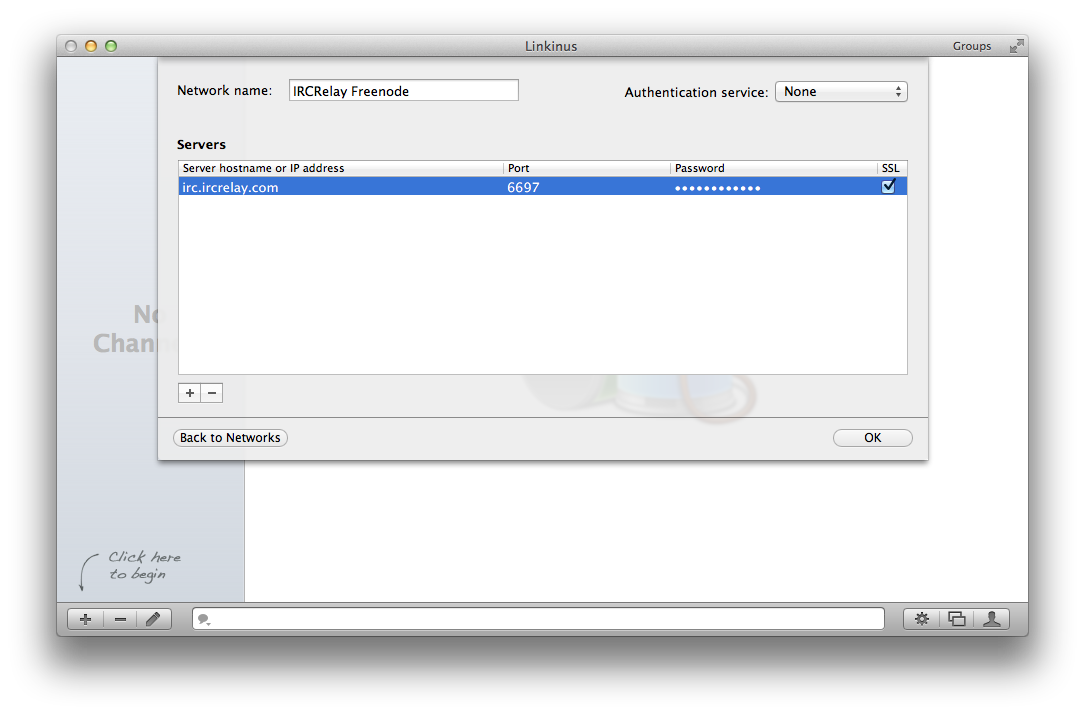 Linkinus
Groups
Network name: IRCRelay Freenode
Authentication service: None
Servers
Server hostname or IP address Port Password SSL
irc.ircrelay.com 6697 ••••••••••••
No
Chann
Back to Networks
OK
Click here
to begin